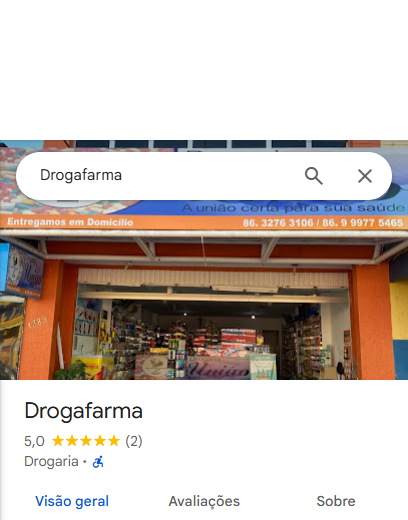 Drogafarma
A união certa para sua saúde
Entregamos em Domicílio
86. 3276 3106 / 86. 9 9977 5465
União
Drogafarma
5,0
(2)
Drogaria ·
Visão geral
Avaliações
Sobre